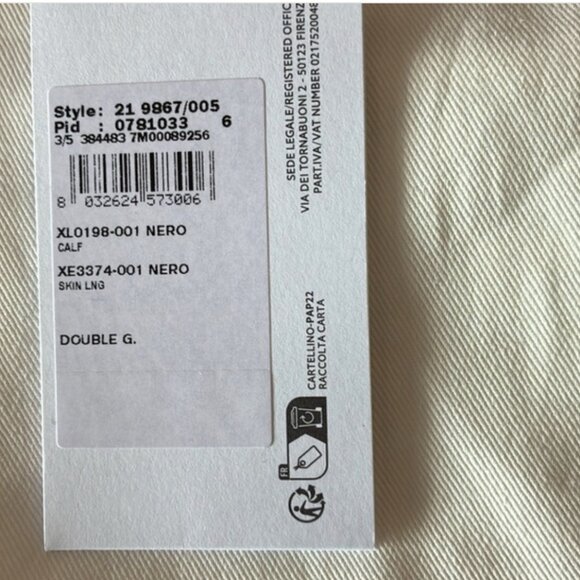 Style: 21 9867/005
Pid : 0781033 6
3/5 384483 7M00089256
8 032624 573006
XL0198-001 NERO
CALF
XE3374-001 NERO
SKIN LNG
DOUBLE G.
SEDE LEGALE/REGISTERED OFFIC
VIA DEI TORNABUONI 2 - 50123 FIRENZ
PART.IVA/VAT NUMBER 0217520048
CARTELLINO-PAP22
RACCOLTA CARTA
FR